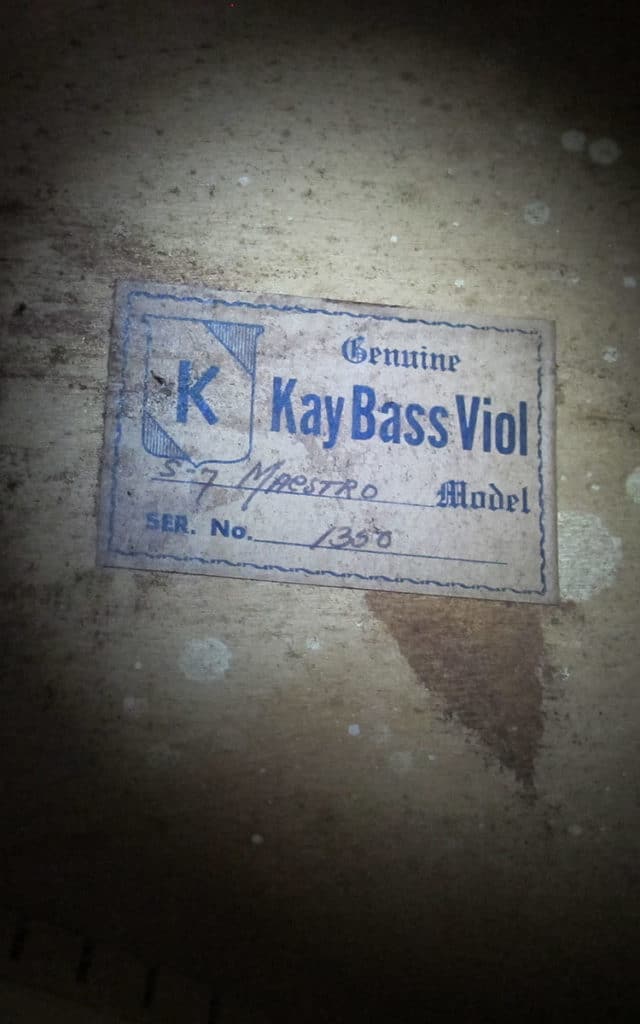 K
Genuine
Kay Bass Viol
S 7 MAESTRO Model
SER. No. 1350